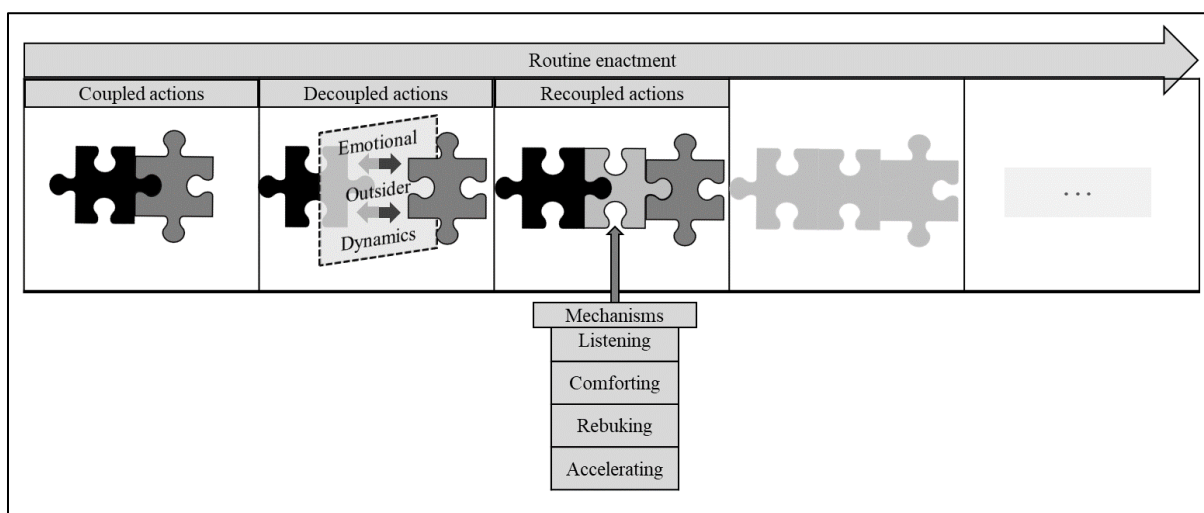 Routine enactment
Coupled actions
Decoupled actions
Recoupled actions
Emotional
Outsider
Dynamics
...
Mechanisms
Listening
Comforting
Rebuking
Accelerating